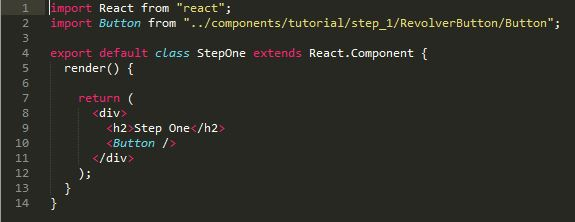 1 import React from "react";
2 import Button from "../components/tutorial/step_1/RevolverButton/Button";
3
4 export default class StepOne extends React.Component {
5   render() {
6
7     return (
8       <div>
9         <h2>Step One</h2>
10         <Button />
11       </div>
12     );
13   }
14 }